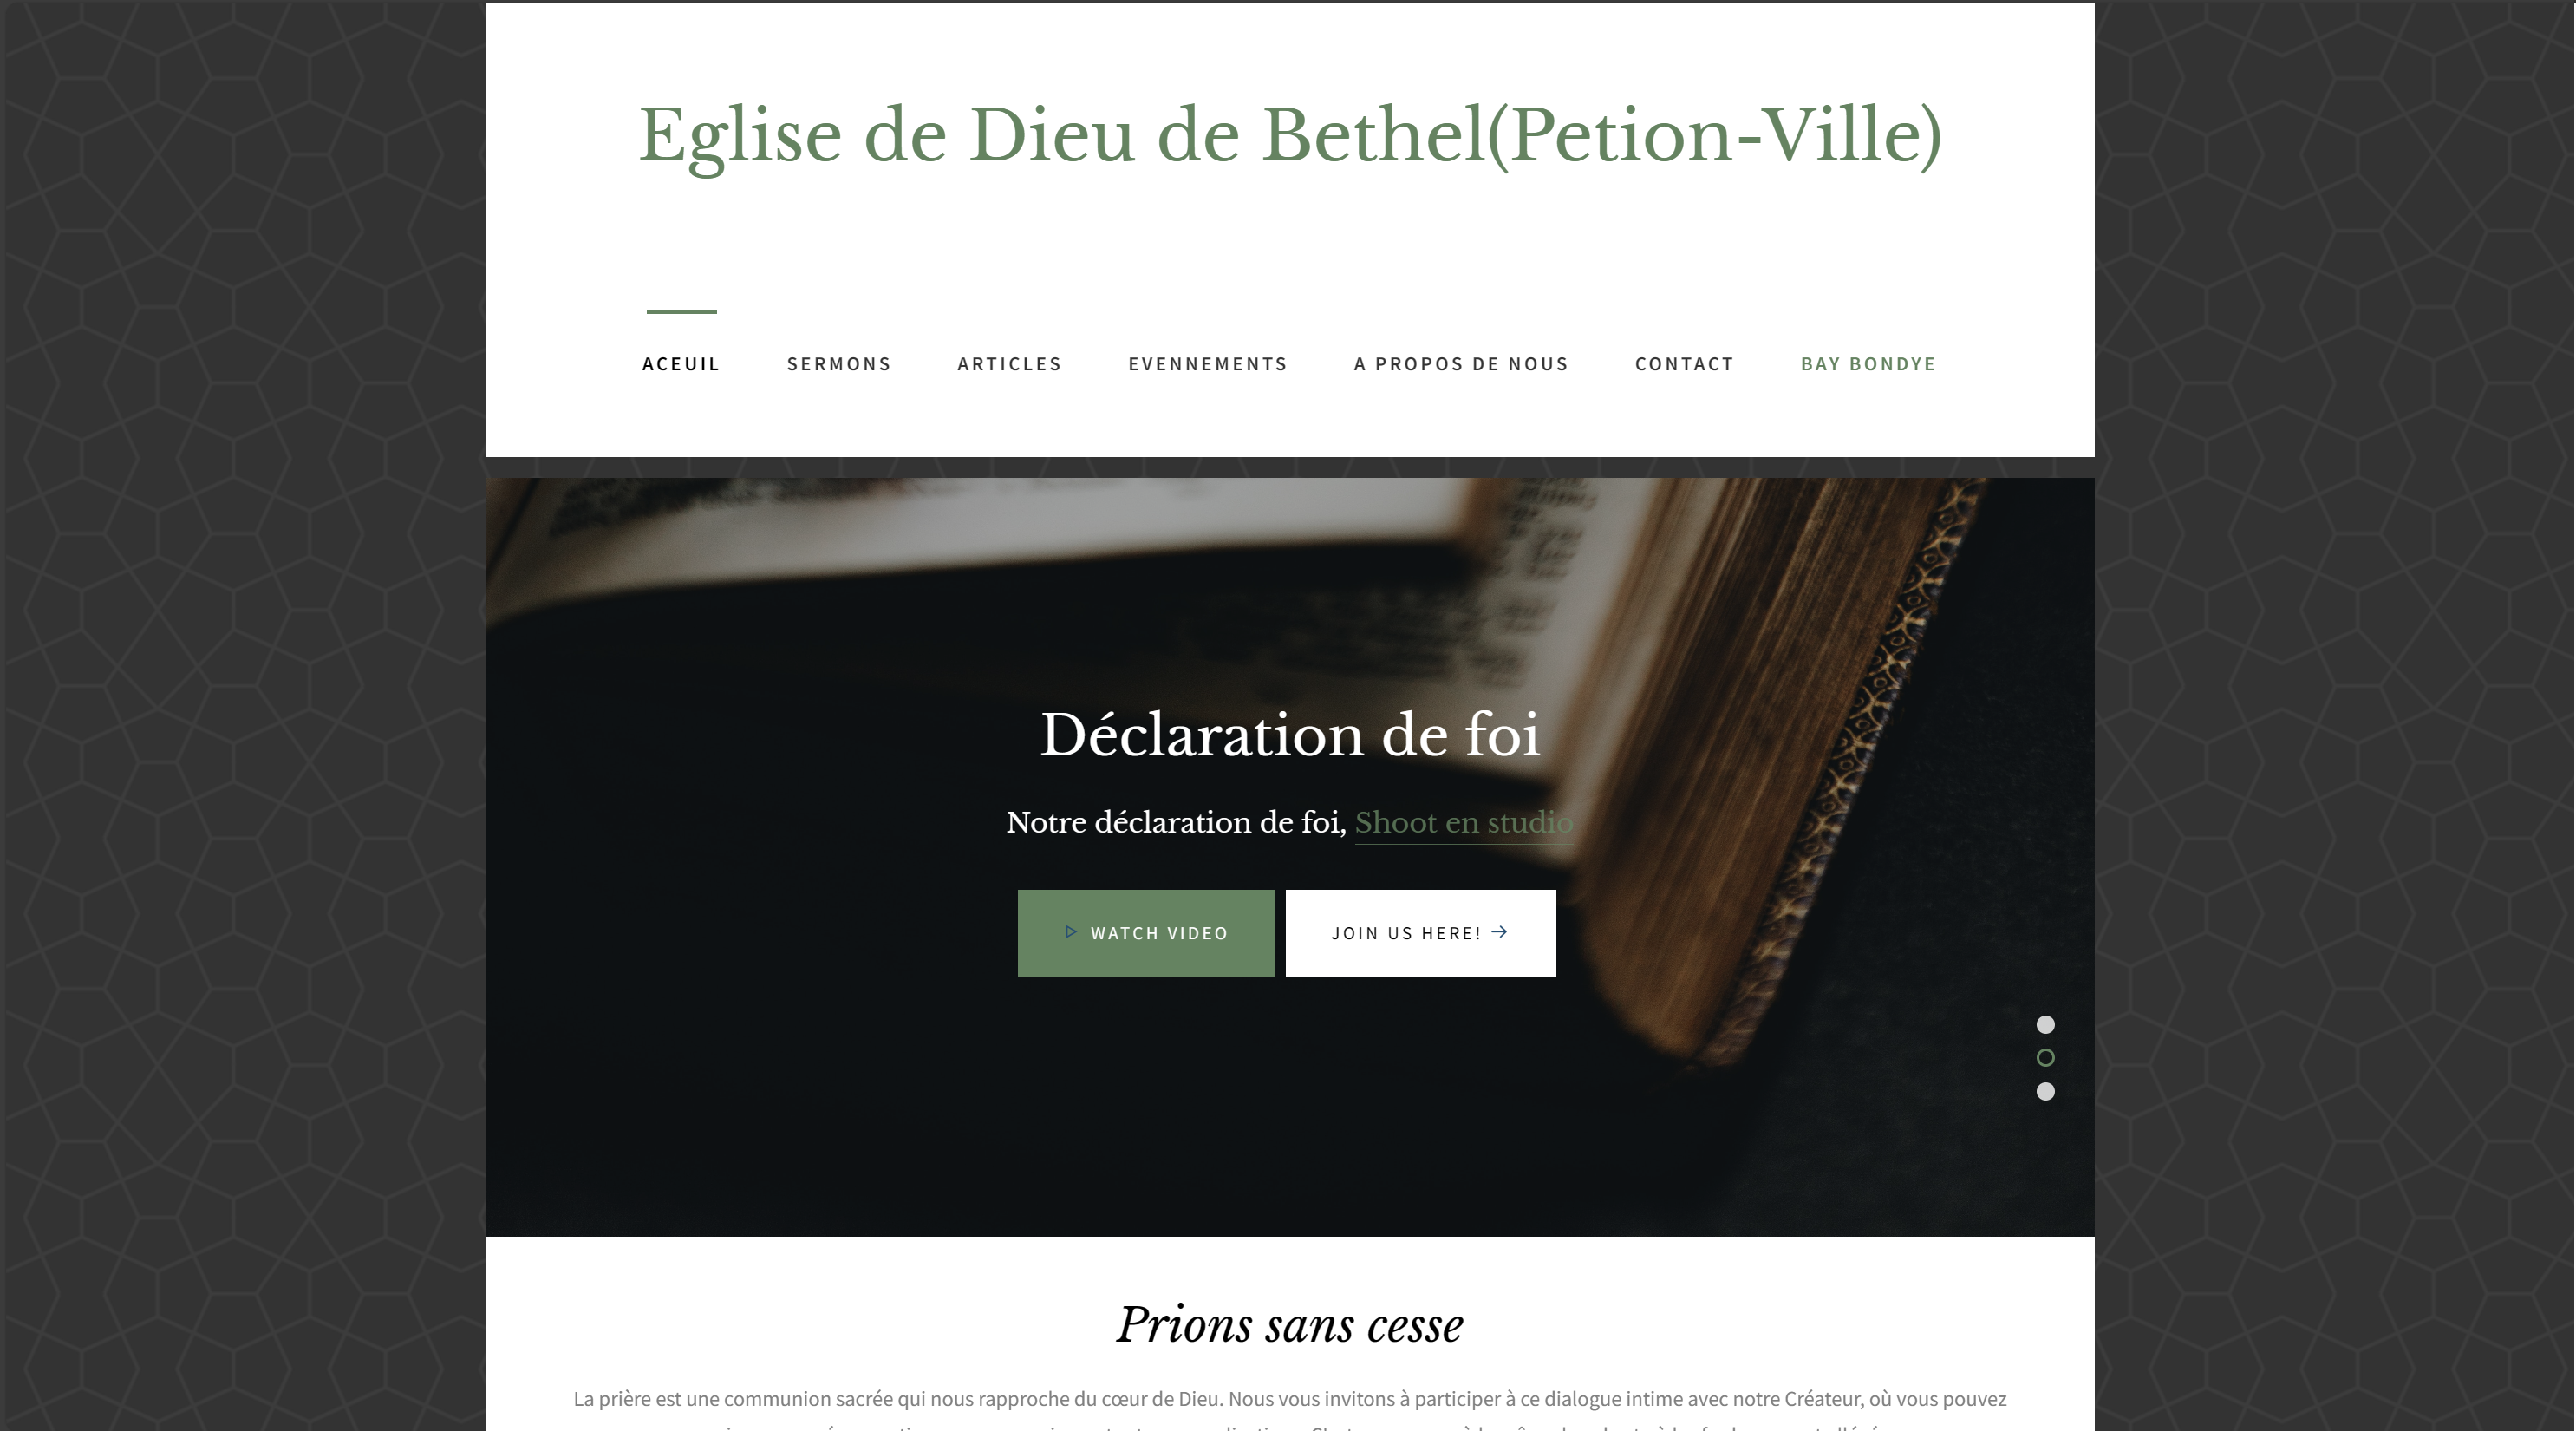 Eglise de Dieu de Bethel(Petion-Ville)
ACEUIL SERMONS ARTICLES EVENNEMENTS A PROPOS DE NOUS CONTACT BAY BONDYE
Déclaration de foi
Notre déclaration de foi, Shoot en studio
WATCH VIDEO JOIN US HERE!
Prions sans cesse
La prière est une communion sacrée qui nous rapproche du cœur de Dieu. Nous vous invitons à participer à ce dialogue intime avec notre Créateur, où vous pouvez